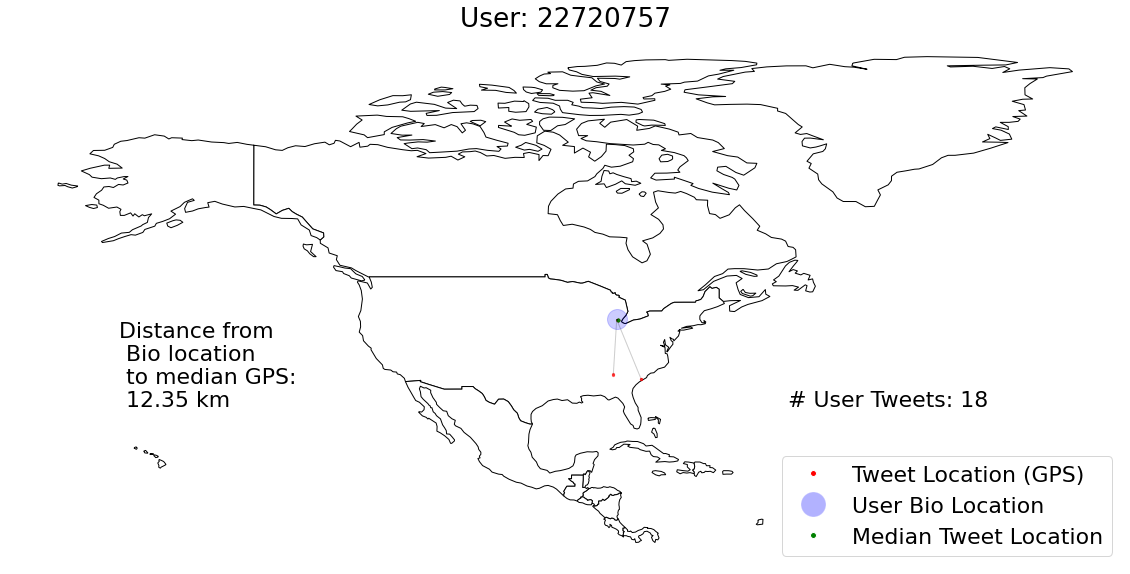 User: 22720757
Distance from
Bio location
to median GPS:
12.35 km
# User Tweets: 18
Tweet Location (GPS)
User Bio Location
Median Tweet Location